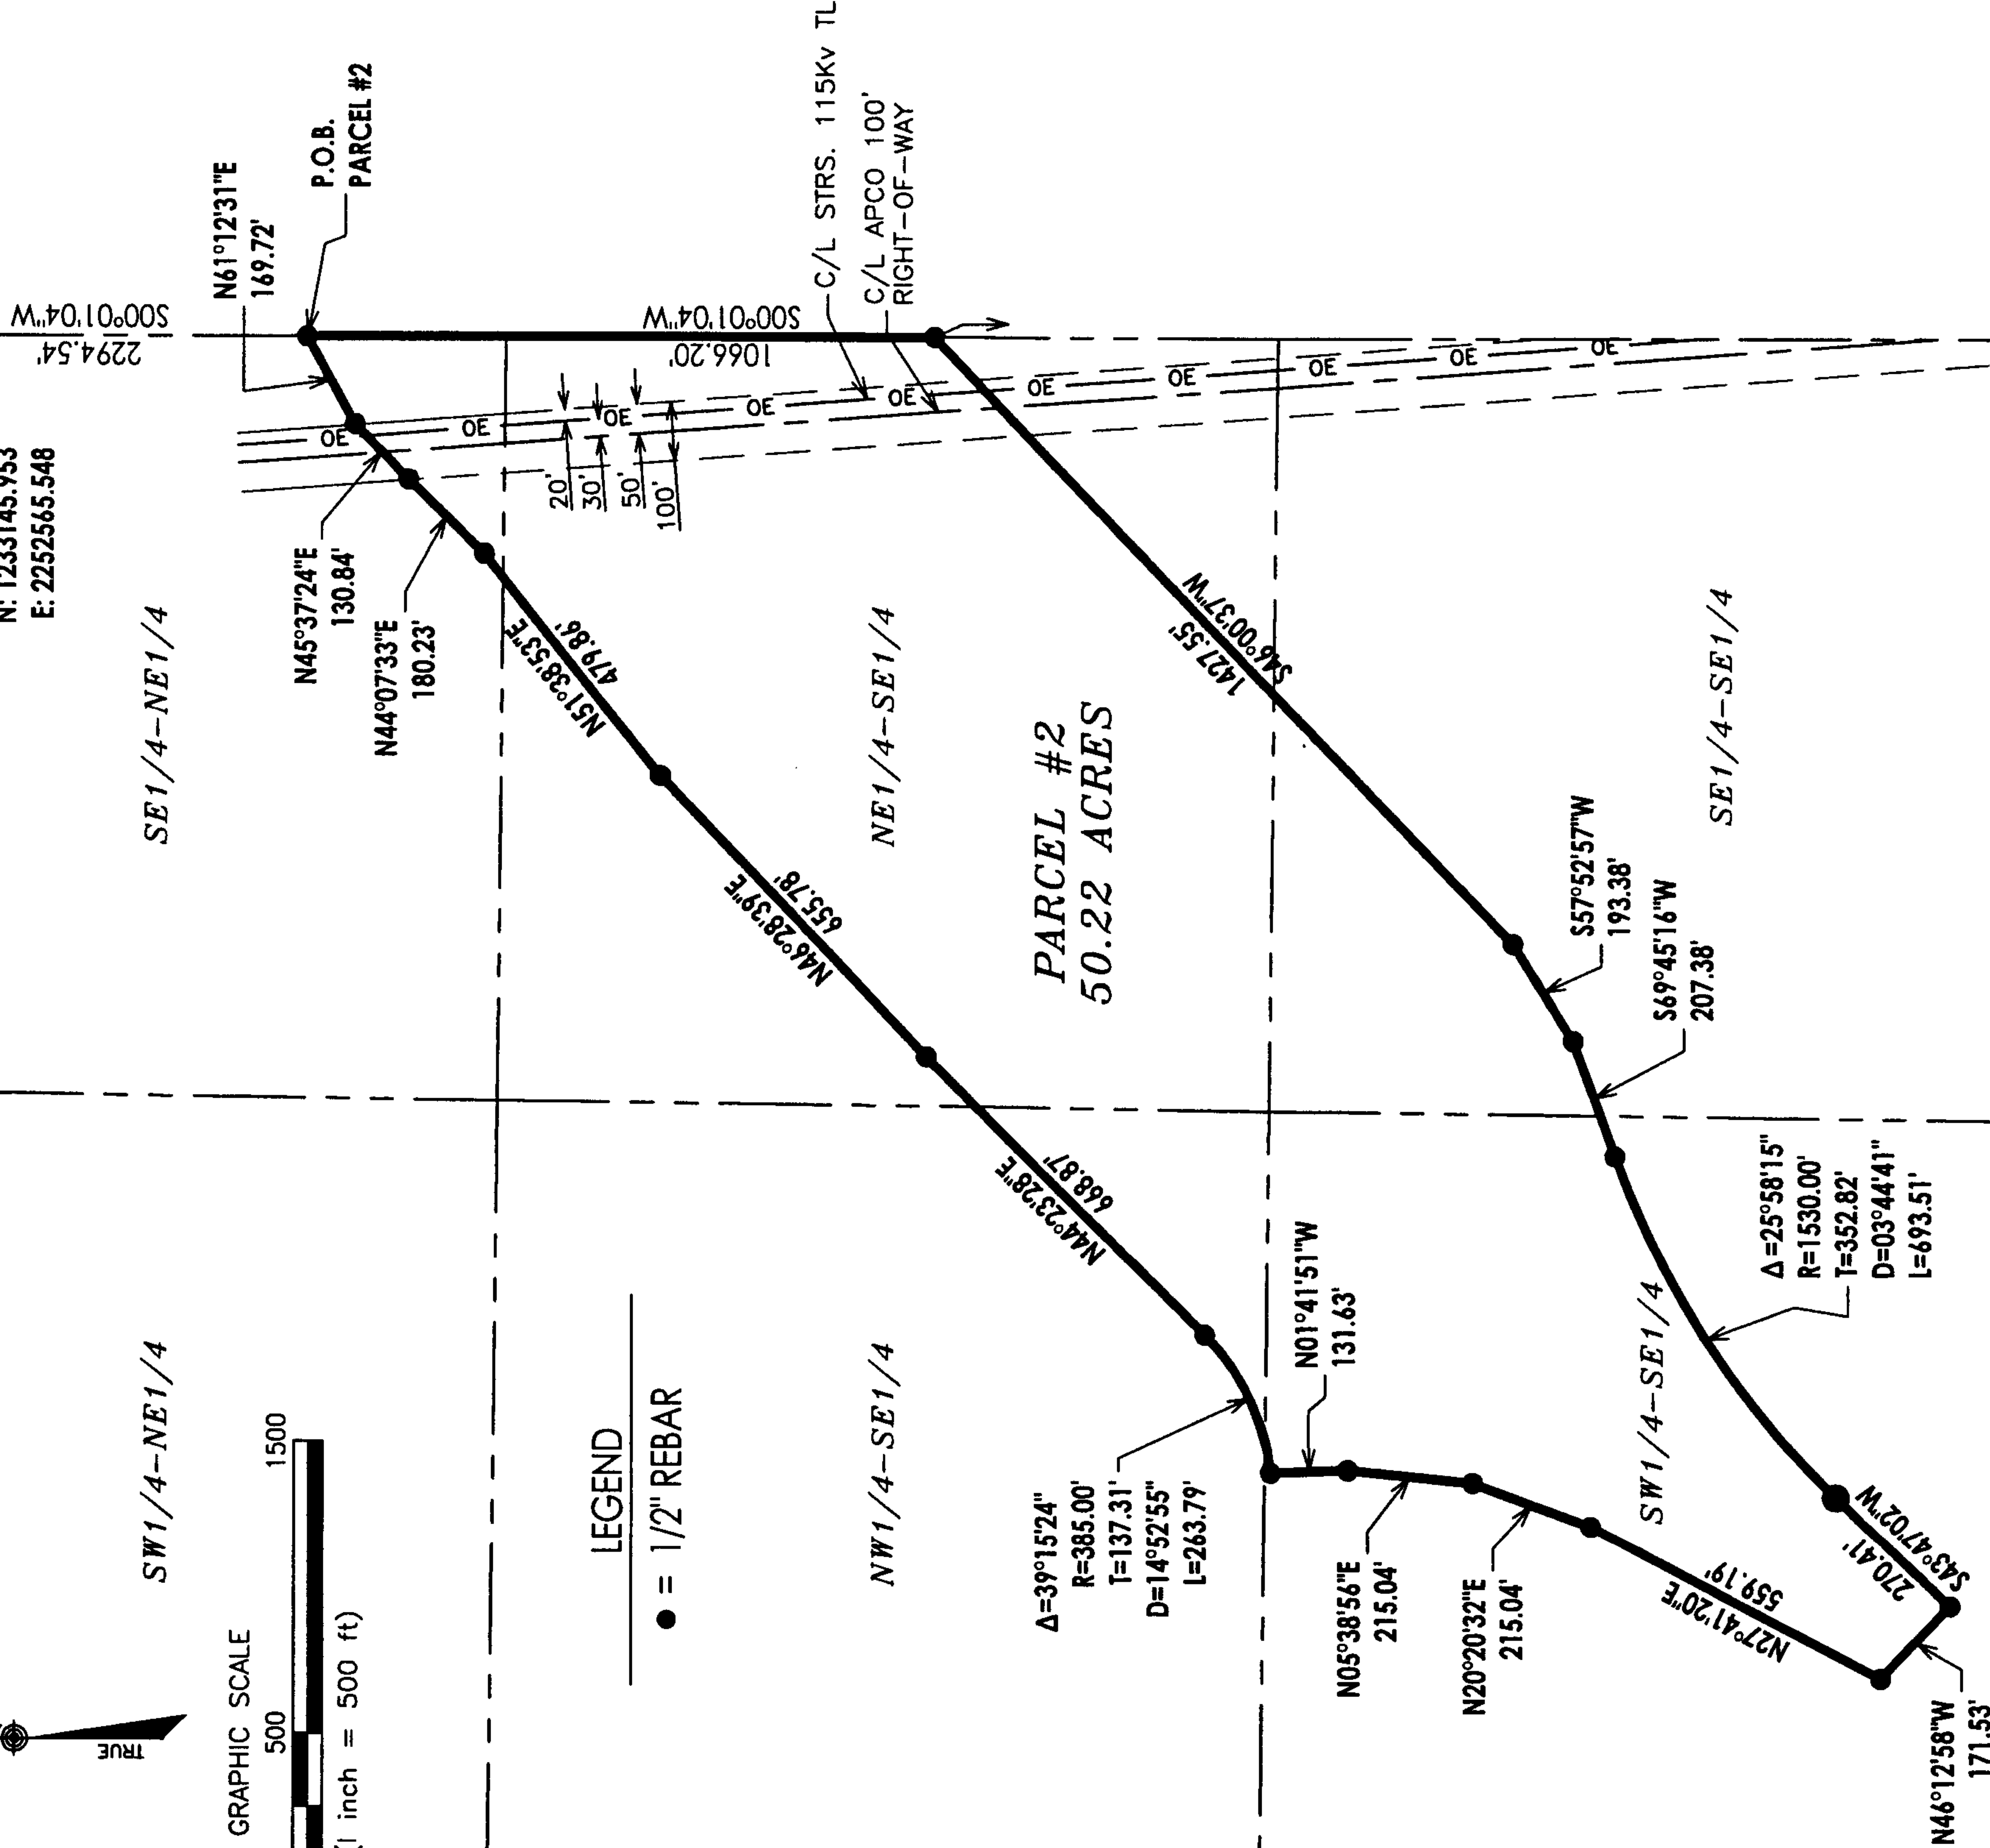 S00°01'04"W
2294.54'
N: 1233145.953
E: 2252565.548
N61°12'31"E
169.72'
P.O.B.
PARCEL #2
S00°01'04"W
1066.20'
C/L STRS. 115Kv TL
C/L APCO 100'
RIGHT-OF-WAY
OE
OE
OE
OE
OE
OE
OE
OE
OE
OE
20'
30'
50'
100'
N45°37'24"E
130.84'
N44°07'33"E
180.23'
N51°38'53"E
479.86'
N46°28'39"E
655.78'
N44°23'28"E
668.87'
SE1/4-NE1/4
NE1/4-SE1/4
SE1/4-SE1/4
SW1/4-NE1/4
NW1/4-SE1/4
SW1/4-SE1/4
PARCEL #2
50.22 ACRES
1427.55'
S46°00'37"W
S57°52'57"W
193.38'
S69°45'16"W
207.38'
Δ=25°58'15"
R=1530.00'
T=352.82'
D=03°44'41"
L=693.51'
270.41'
S43°47'02"W
N46°12'58"W
171.53'
N27°41'20"E
559.19'
N20°20'32"E
215.04'
N05°38'56"E
215.04'
N01°41'51"W
131.63'
Δ=39°15'24"
R=385.00'
T=137.31'
D=14°52'55"
L=263.79'
LEGEND
● = 1/2" REBAR
TRUE
GRAPHIC SCALE
500
1500
(1 inch = 500 ft)